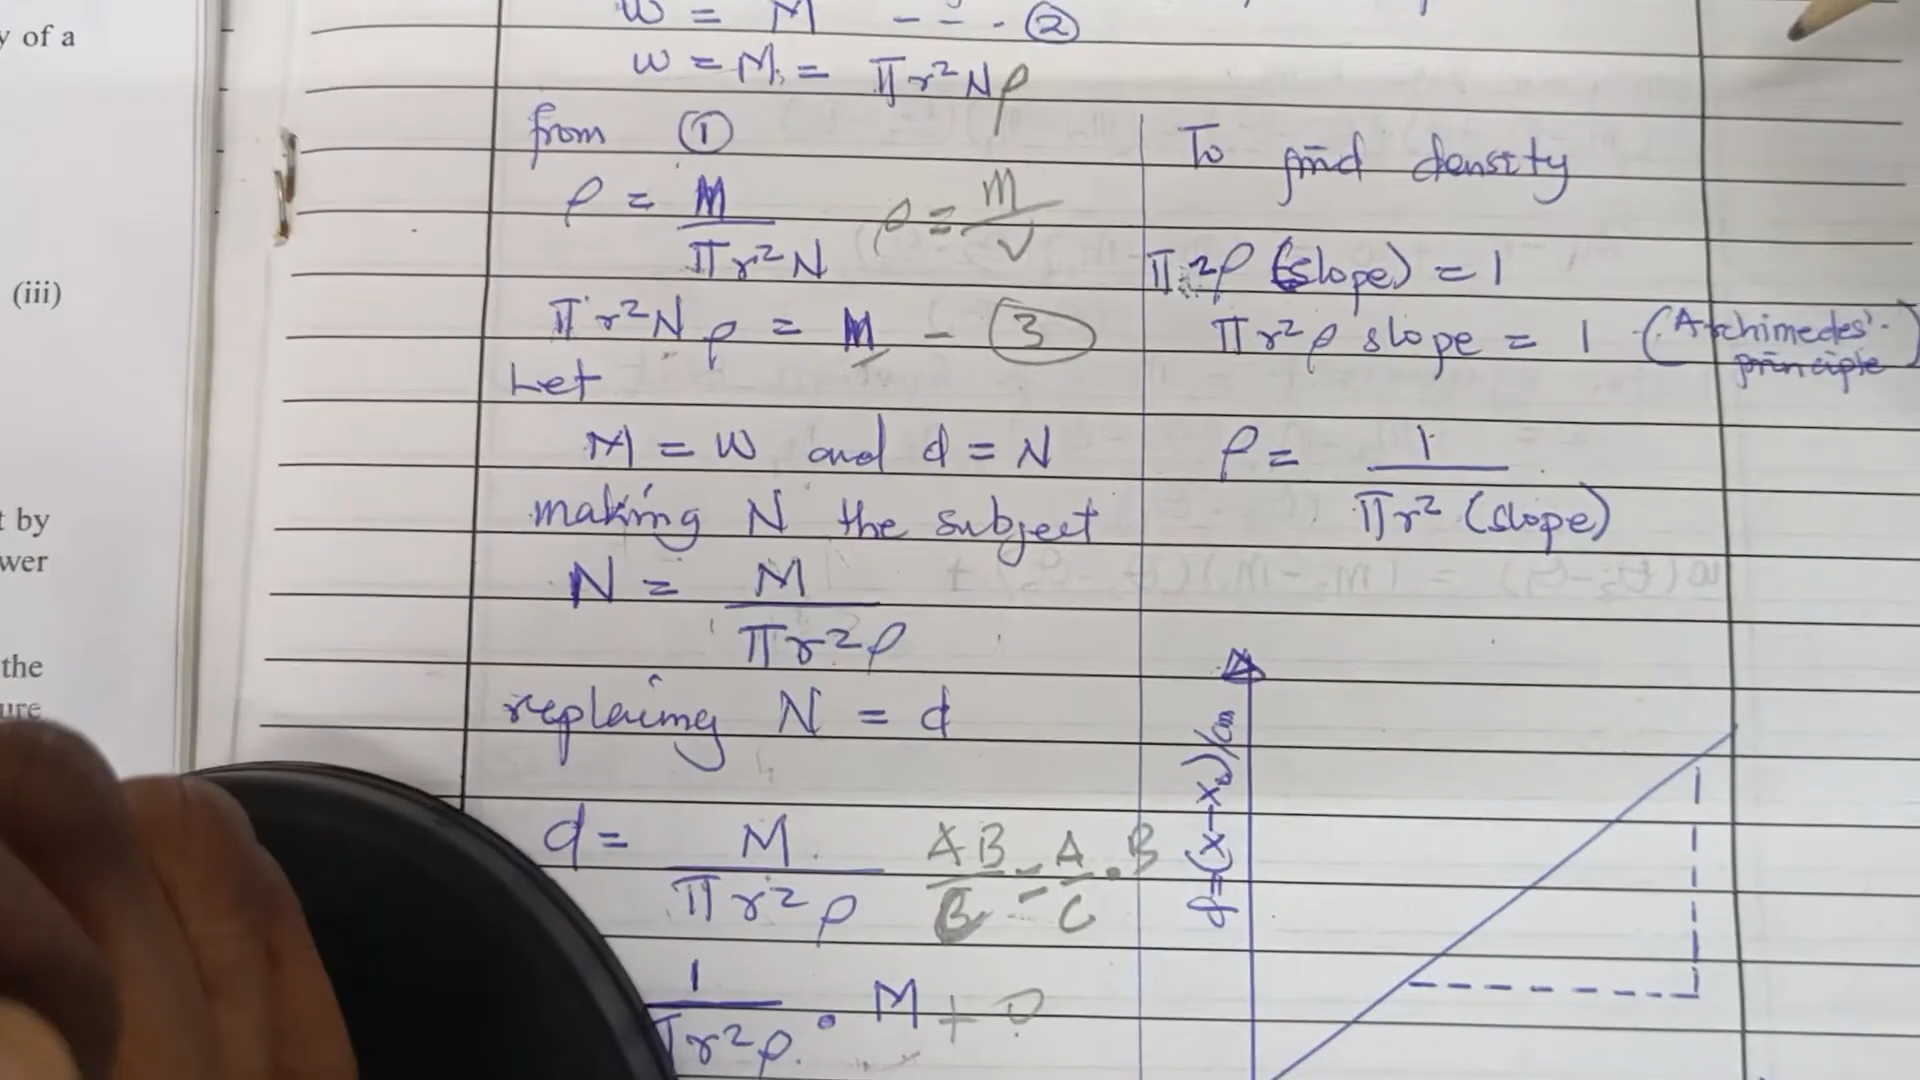 y of a
(iii)
t by
wer
the
ure
w = M - - - ②
w = M = πr²Nρ
from ①
ρ = M / πr²N    ρ = m / v
πr²Nρ = M - ③
Let
M = w and d = N
making N the subject
N = M / πr²ρ
replacing N = d
d = M / πr²ρ    AB / C = A / C . B
1 / πr²ρ . M + 0
To find density
πr²ρ (slope) = 1
πr²ρ slope = 1 (Archimedes' principle)
ρ = 1 / πr² (slope)
d=(x-x₀)/cm